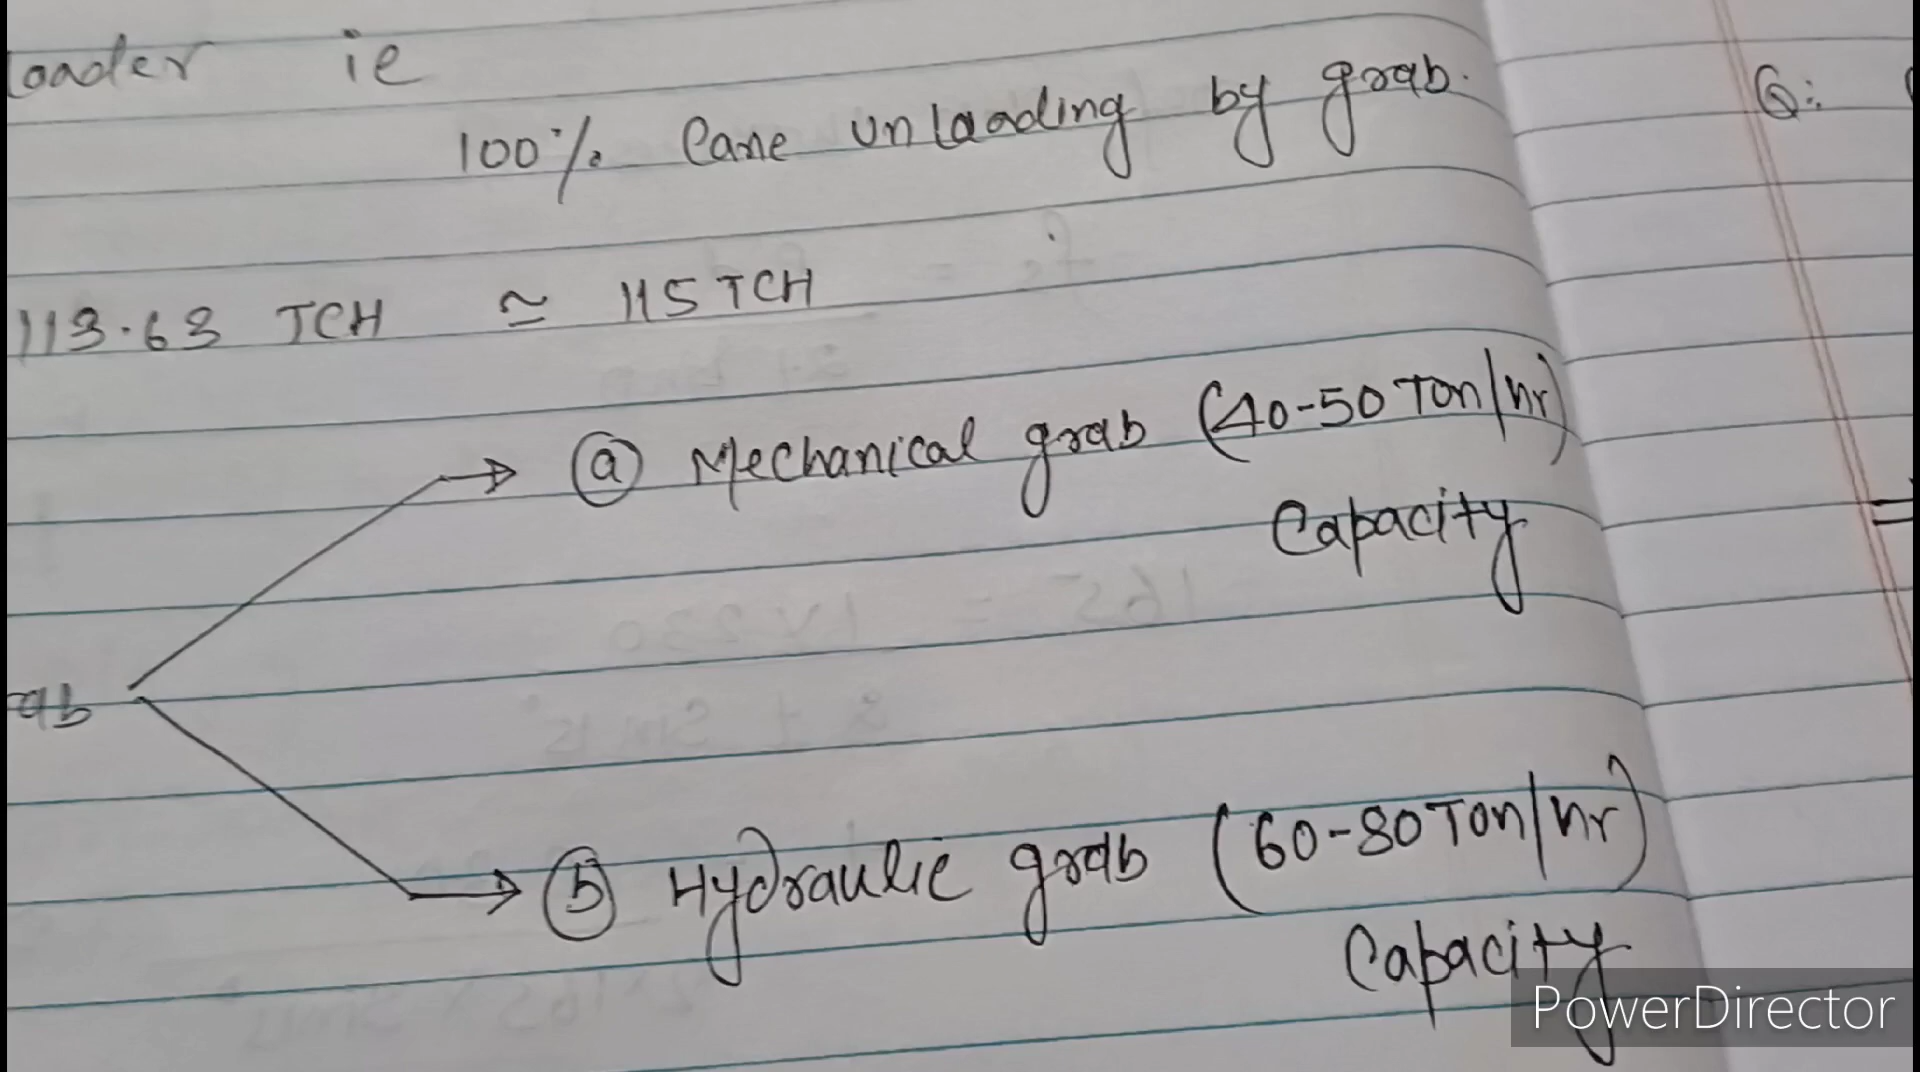 Loader ie
100% Cane unloading by grab.
Q:
113.63 TCH ≃ 115 TCH
→ (a) Mechanical grab (40-50 Ton/hr)
Capacity
=
ab
→ (b) Hydraulic grab (60-80 Ton/hr)
Capacity
PowerDirector